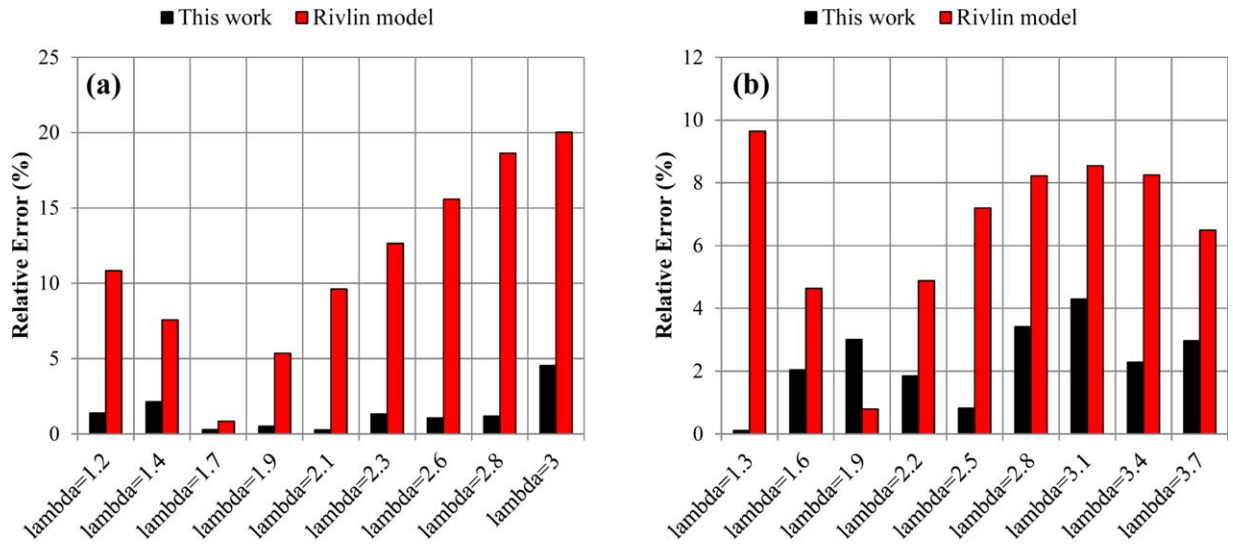 This work Rivlin model
(a)
Relative Error (%)
25
20
15
10
5
0
lambda=1.2
lambda=1.4
lambda=1.7
lambda=1.9
lambda=2.1
lambda=2.3
lambda=2.6
lambda=2.8
lambda=3
This work Rivlin model
(b)
Relative Error (%)
12
10
8
6
4
2
0
lambda=1.3
lambda=1.6
lambda=1.9
lambda=2.2
lambda=2.5
lambda=2.8
lambda=3.1
lambda=3.4
lambda=3.7